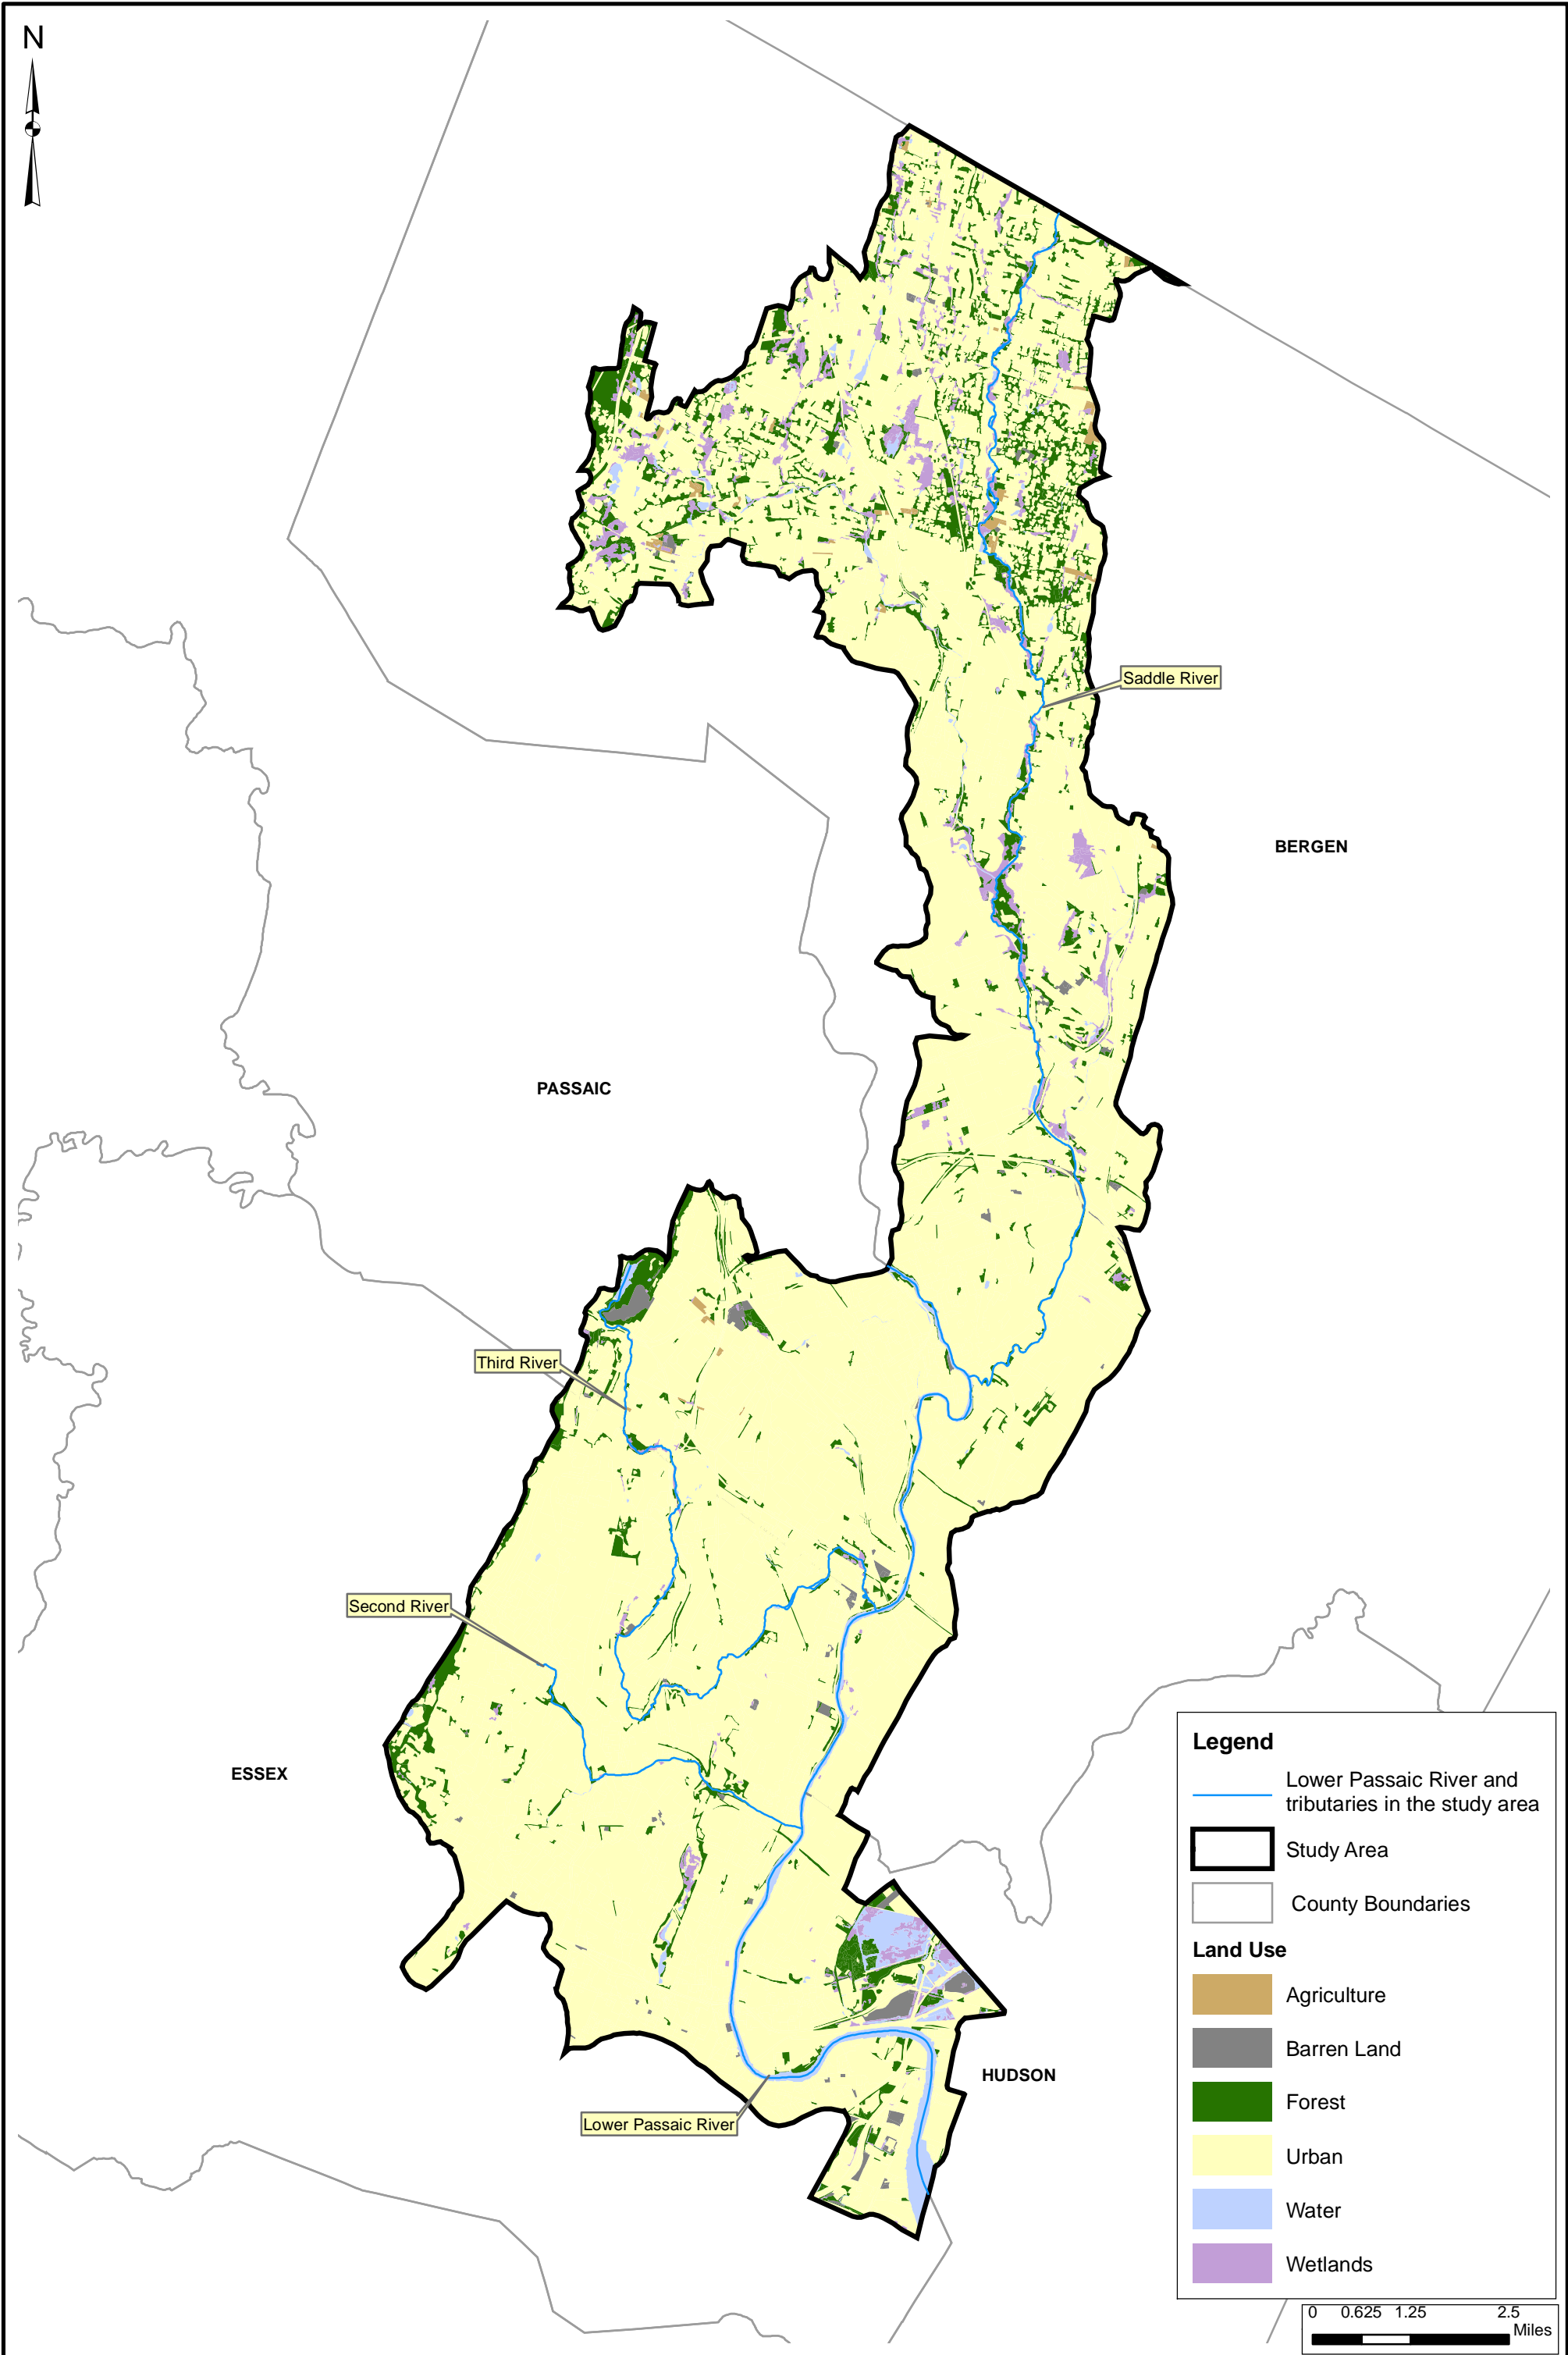 N
Saddle River
BERGEN
PASSAIC
Third River
Second River
ESSEX
HUDSON
Lower Passaic River
Legend
Lower Passaic River and
tributaries in the study area
Study Area
County Boundaries
Land Use
Agriculture
Barren Land
Forest
Urban
Water
Wetlands
0 0.625 1.25 2.5
Miles